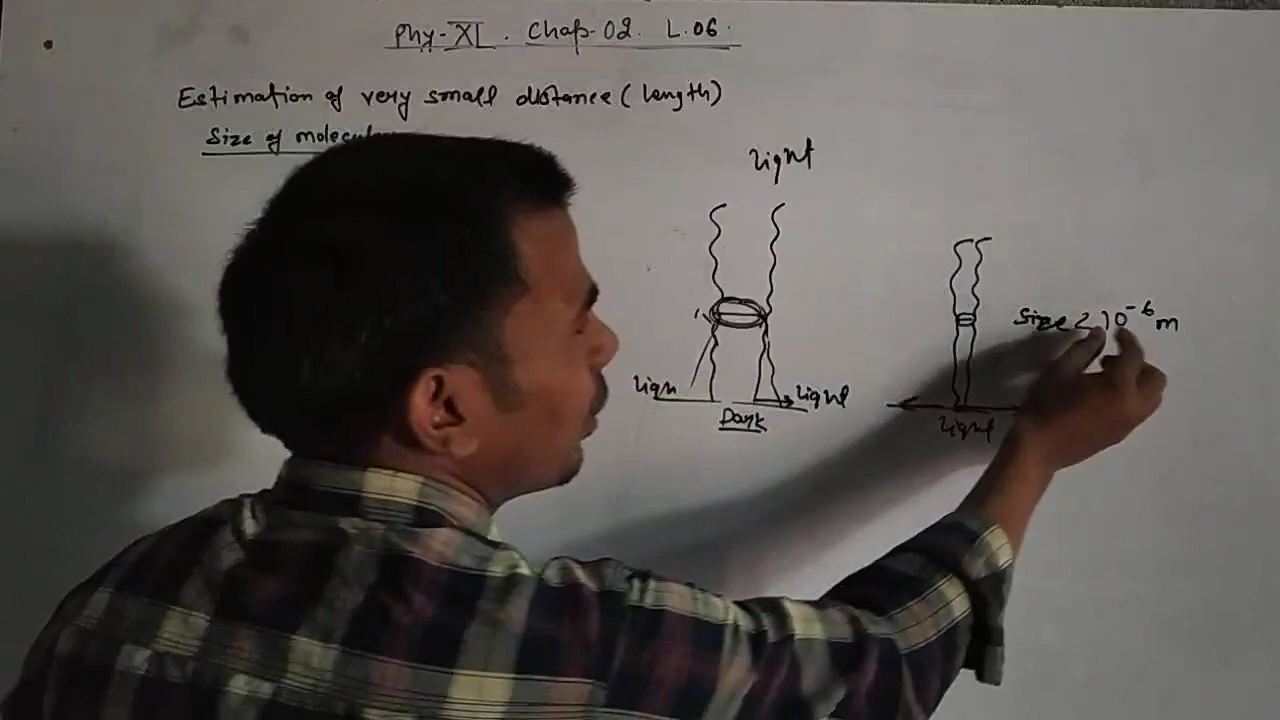 Phy-XI. Chap-02. L.06.
Estimation of very small distance (length)
Size of molecule
Light
Size < 10⁻⁶ m
Ligh
Light
Dark
Light